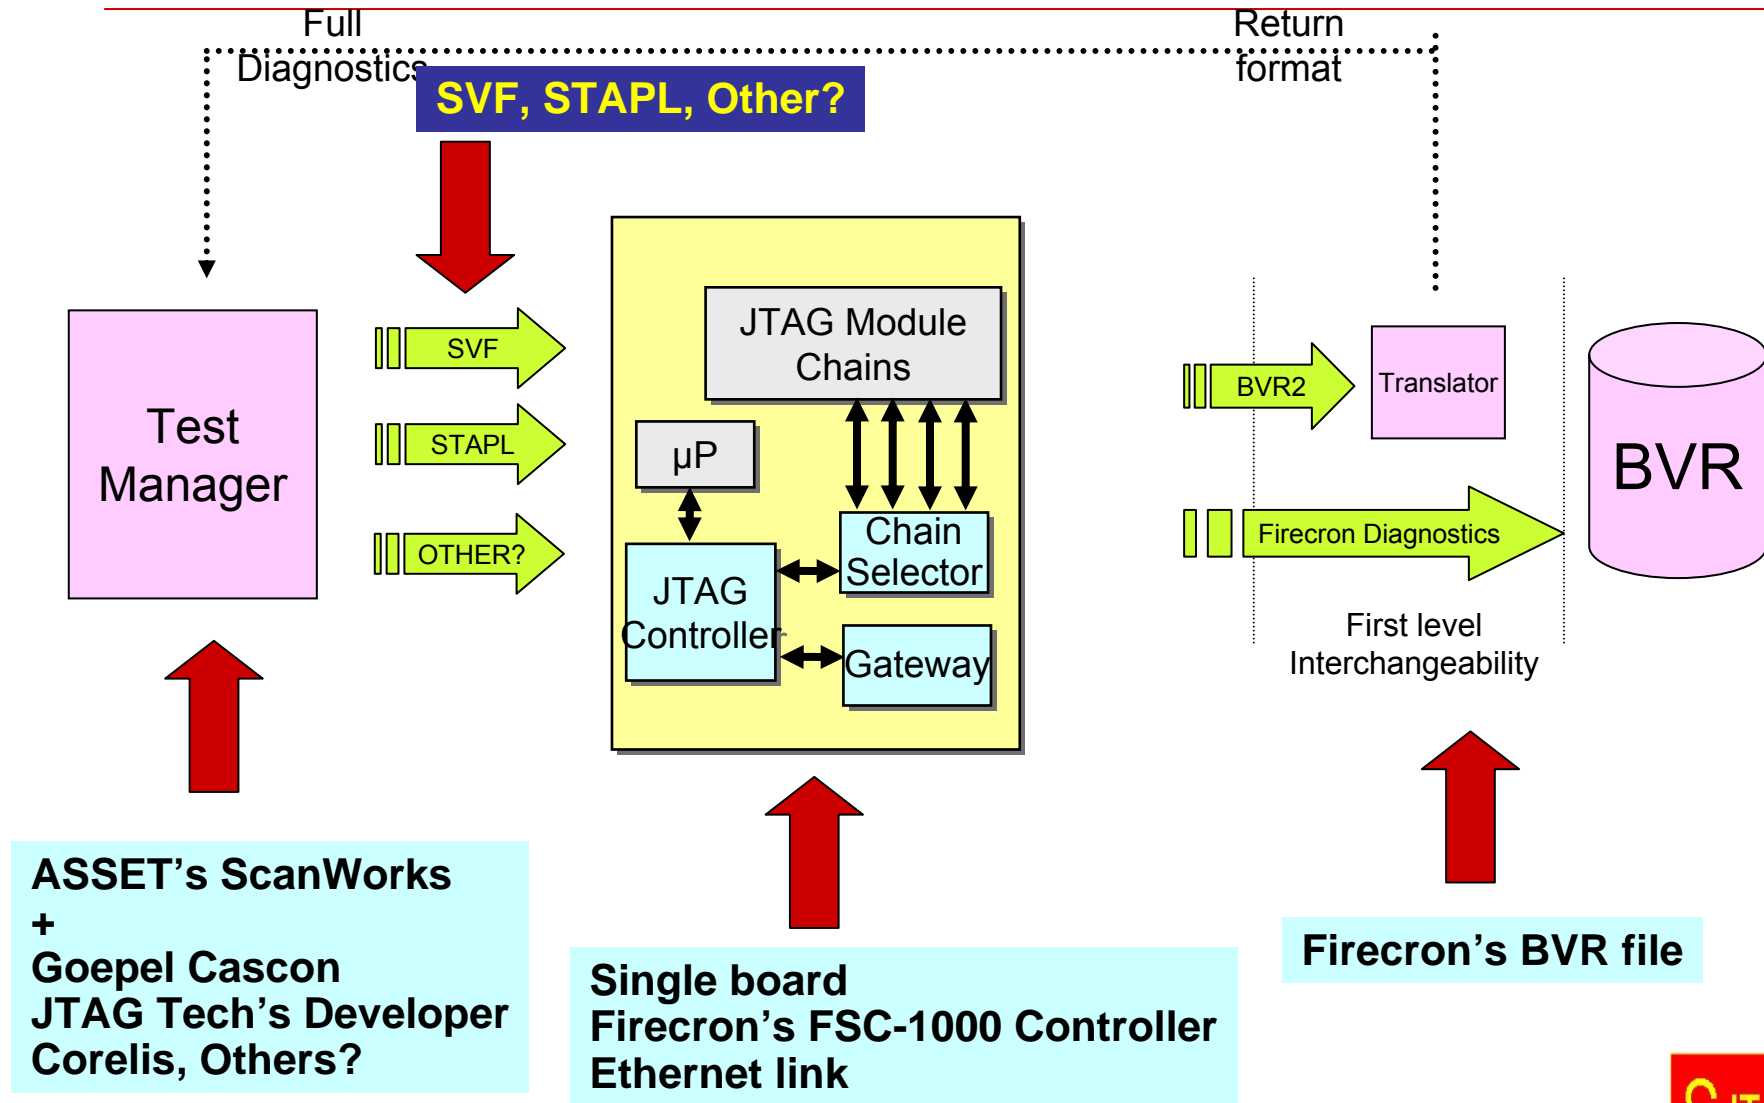 Full
Diagnostics
Return
format
SVF, STAPL, Other?
Test
Manager
SVF
STAPL
OTHER?
JTAG Module
Chains
µP
JTAG
Controller
Chain
Selector
Gateway
BVR2
Translator
Firecron Diagnostics
BVR
First level
Interchangeability
ASSET’s ScanWorks
+
Goepel Cascon
JTAG Tech’s Developer
Corelis, Others?
Single board
Firecron’s FSC-1000 Controller
Ethernet link
Firecron’s BVR file